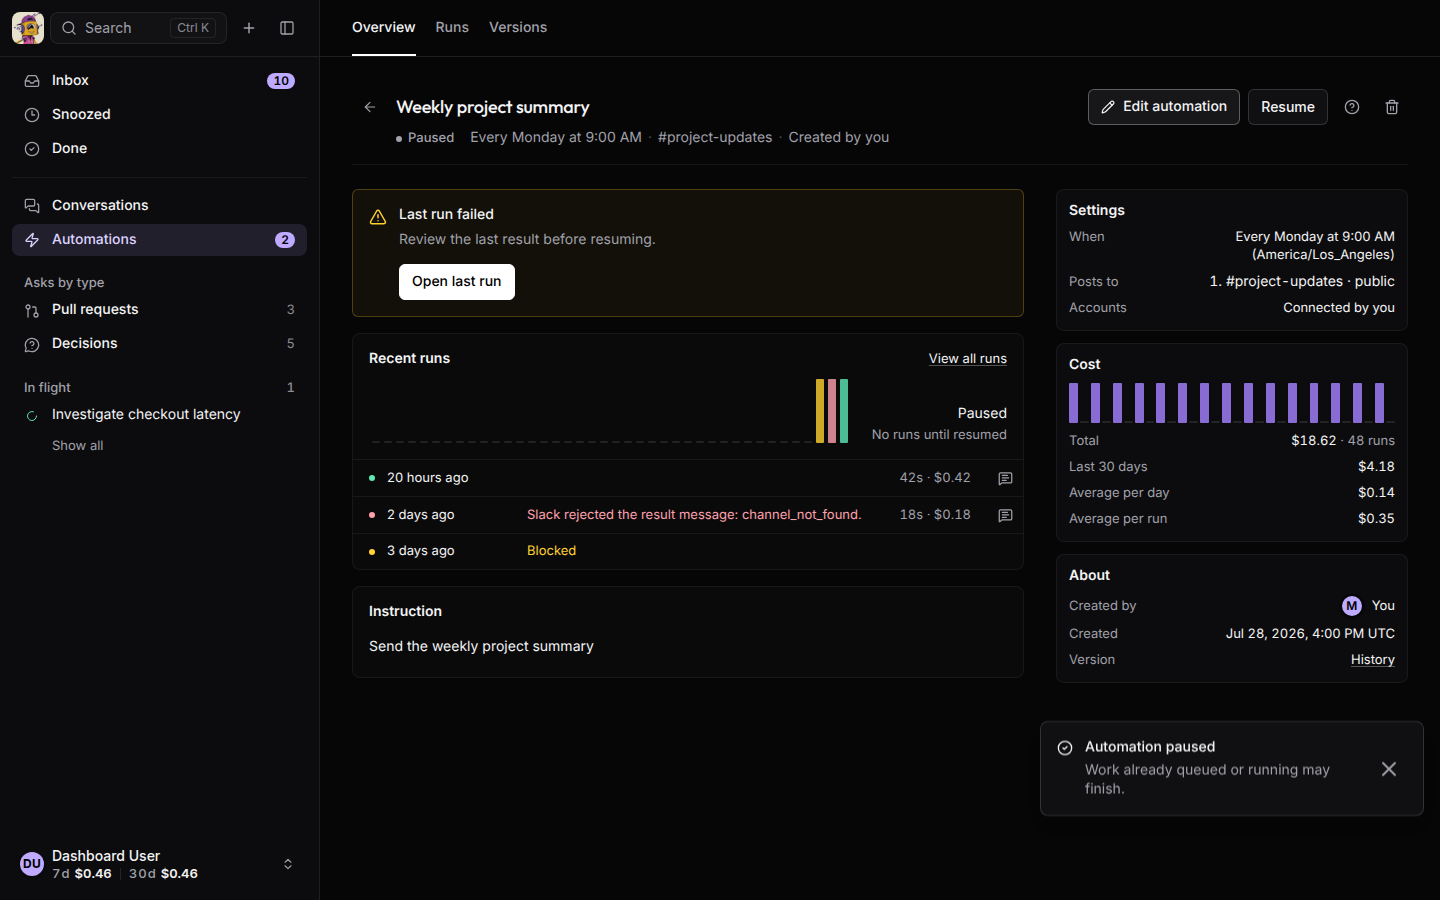 Search
Ctrl K
Inbox
10
Snoozed
Done
Conversations
Automations
2
Asks by type
Pull requests
3
Decisions
5
In flight
1
Investigate checkout latency
Show all
DU
Dashboard User
7d $0.46 | 30d $0.46
Overview
Runs
Versions
Weekly project summary
Paused
Every Monday at 9:00 AM · #project-updates · Created by you
Edit automation
Resume
Last run failed
Review the last result before resuming.
Open last run
Recent runs
View all runs
Paused
No runs until resumed
20 hours ago
42s · $0.42
2 days ago
Slack rejected the result message: channel_not_found.
18s · $0.18
3 days ago
Blocked
Instruction
Send the weekly project summary
Settings
When
Every Monday at 9:00 AM
(America/Los_Angeles)
Posts to
1. #project-updates · public
Accounts
Connected by you
Cost
Total
$18.62 · 48 runs
Last 30 days
$4.18
Average per day
$0.14
Average per run
$0.35
About
Created by
M
You
Created
Jul 28, 2026, 4:00 PM UTC
Version
History
Automation paused
Work already queued or running may
finish.